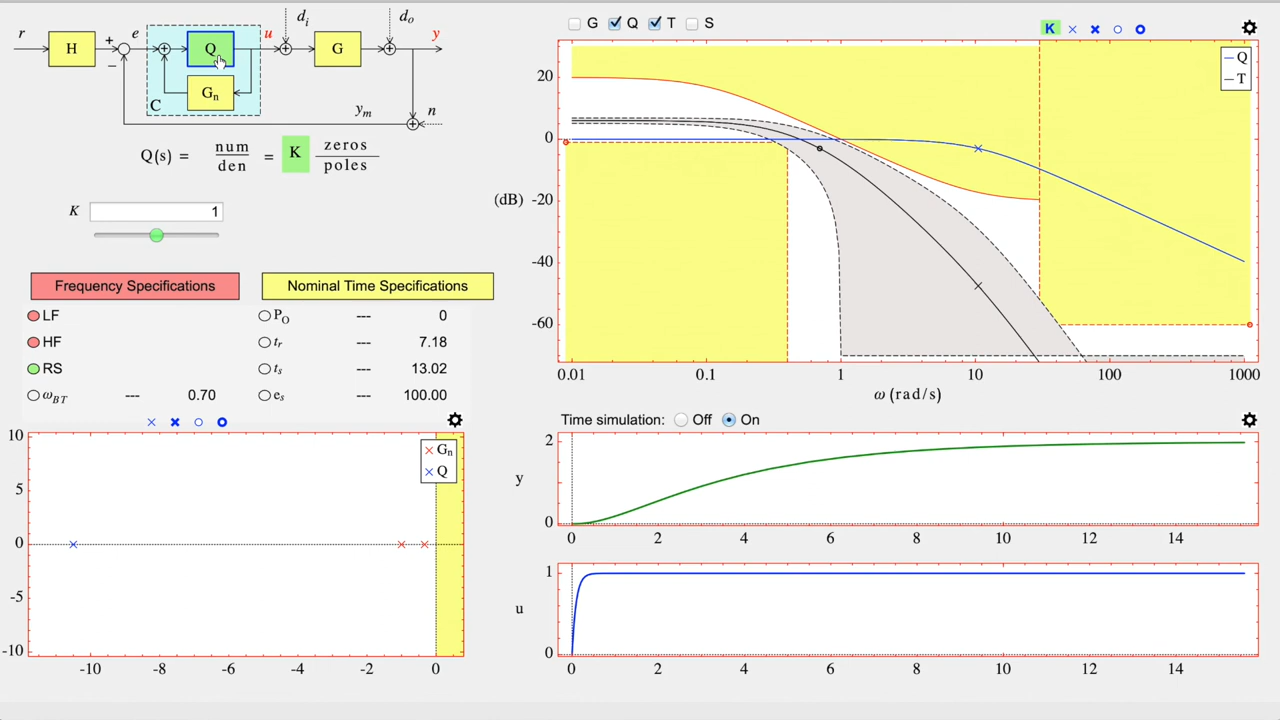 r H + − e Q u d_i G d_o y
G_n
C
y_m n
Q(s) = num/den = K zeros/poles
K 1
Frequency Specifications Nominal Time Specifications
LF P_O --- 0
HF t_r --- 7.18
RS t_s --- 13.02
ω_BT --- 0.70 e_s --- 100.00
10
5
0
-5
-10
-10 -8 -6 -4 -2 0
G_n
Q
G Q T S
K
Q
T
20
0
-20
-40
-60
(dB)
0.01 0.1 1 10 100 1000
ω (rad/s)
Time simulation: Off On
2
y
0
0 2 4 6 8 10 12 14
1
u
0
0 2 4 6 8 10 12 14